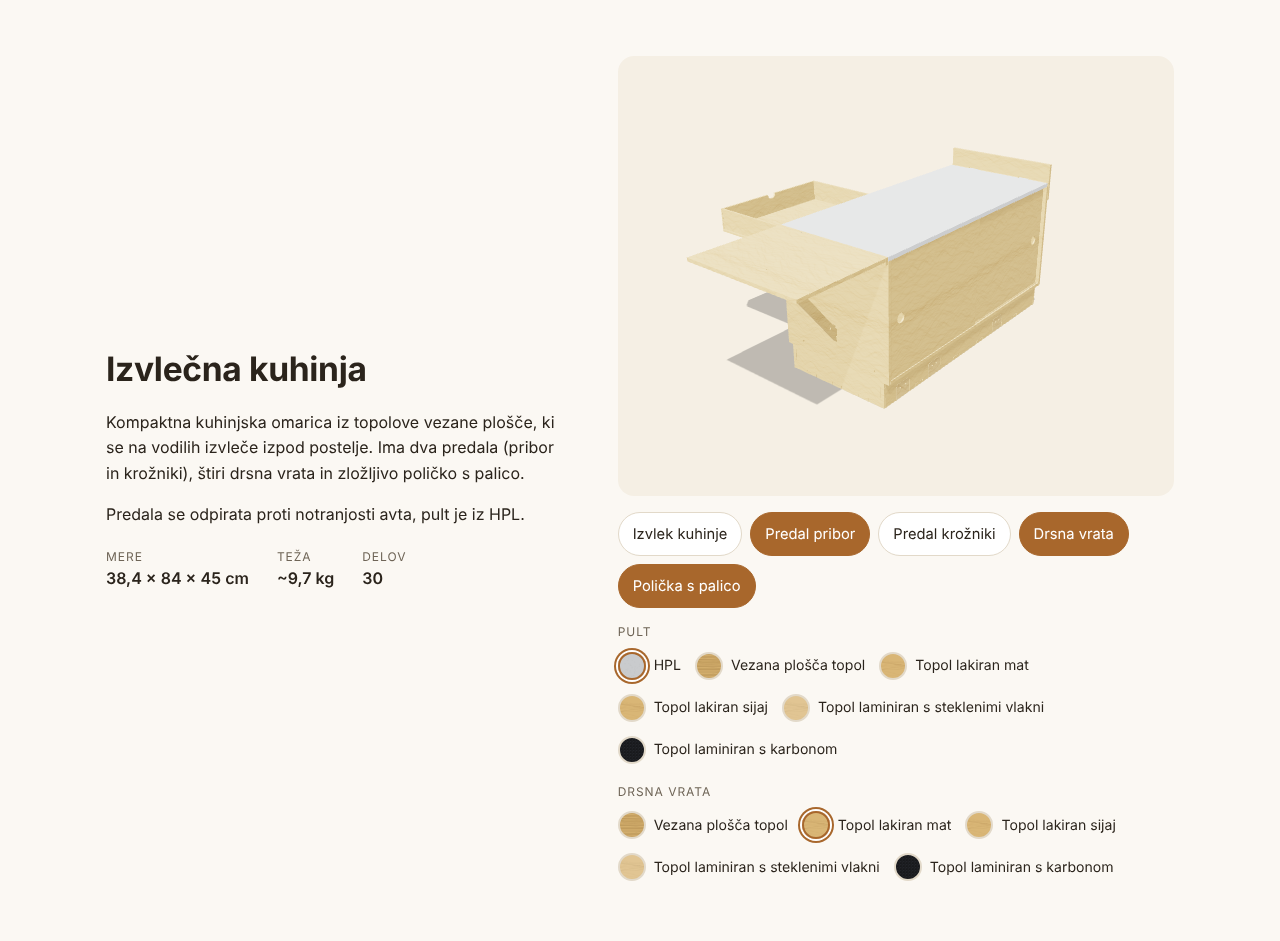 Izvlečna kuhinja
Kompaktna kuhinjska omarica iz topolove vezane plošče, ki
se na vodilih izvleče izpod postelje. Ima dva predala (pribor
in krožniki), štiri drsna vrata in zložljivo poličko s palico.
Predala se odpirata proti notranjosti avta, pult je iz HPL.
MERE
38,4 × 84 × 45 cm
TEŽA
~9,7 kg
DELOV
30
Izvlek kuhinje
Predal pribor
Predal krožniki
Drsna vrata
Polička s palico
PULT
HPL
Vezana plošča topol
Topol lakiran mat
Topol lakiran sijaj
Topol laminiran s steklenimi vlakni
Topol laminiran s karbonom
DRSNA VRATA
Vezana plošča topol
Topol lakiran mat
Topol lakiran sijaj
Topol laminiran s steklenimi vlakni
Topol laminiran s karbonom